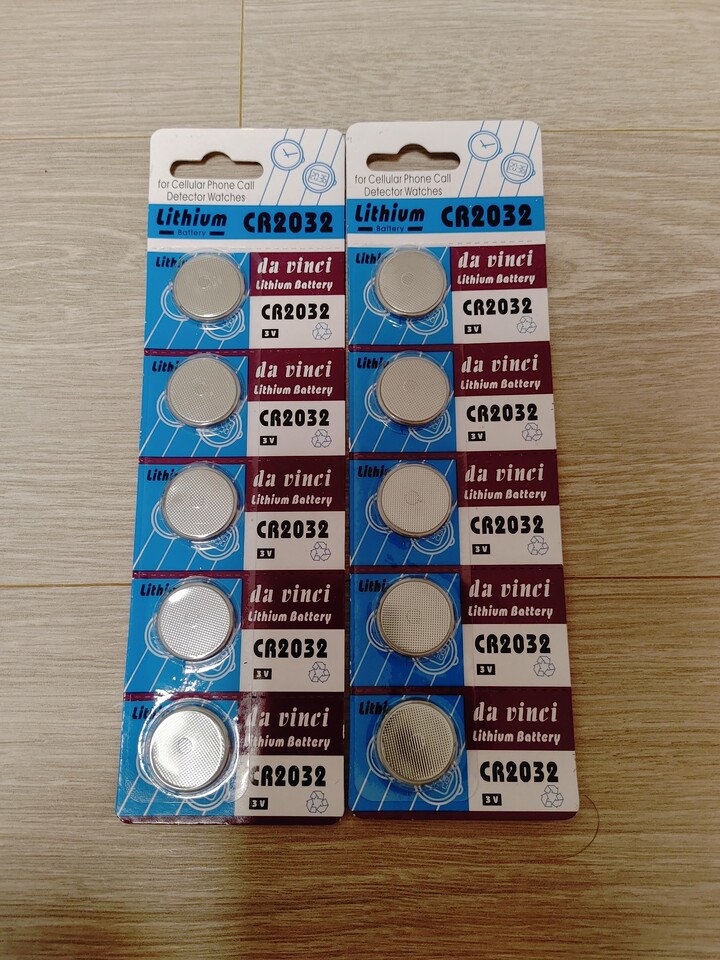 for Cellular Phone Call
Detector Watches
Lithium
Battery
CR2032
da vinci
Lithium Battery
CR2032
3V
da vinci
Lithium Battery
CR2032
3V
da vinci
Lithium Battery
CR2032
3V
da vinci
Lithium Battery
CR2032
3V
da vinci
Lithium Battery
CR2032
3V
for Cellular Phone Call
Detector Watches
Lithium
Battery
CR2032
da vinci
Lithium Battery
CR2032
3V
da vinci
Lithium Battery
CR2032
3V
da vinci
Lithium Battery
CR2032
3V
da vinci
Lithium Battery
CR2032
3V
da vinci
Lithium Battery
CR2032
3V